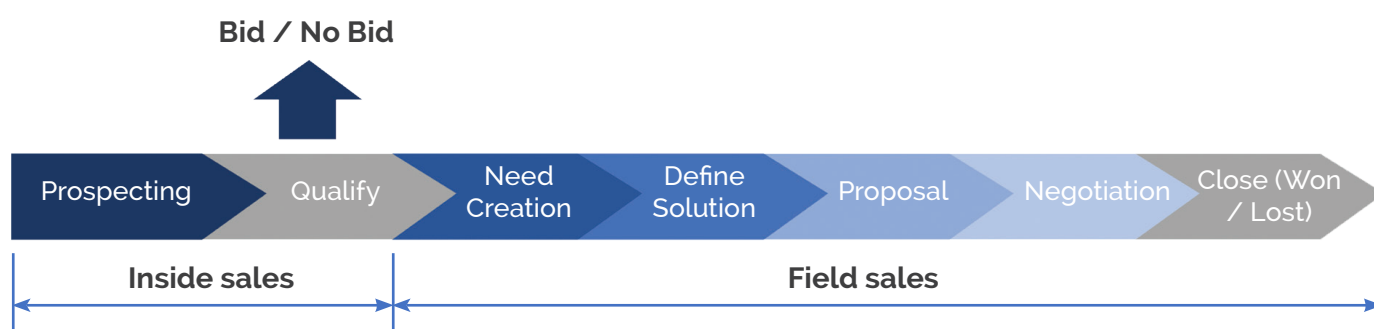 Bid / No Bid
Prospecting
Qualify
Need
Creation
Define
Solution
Proposal
Negotiation
Close (Won
/ Lost)
Inside sales
Field sales